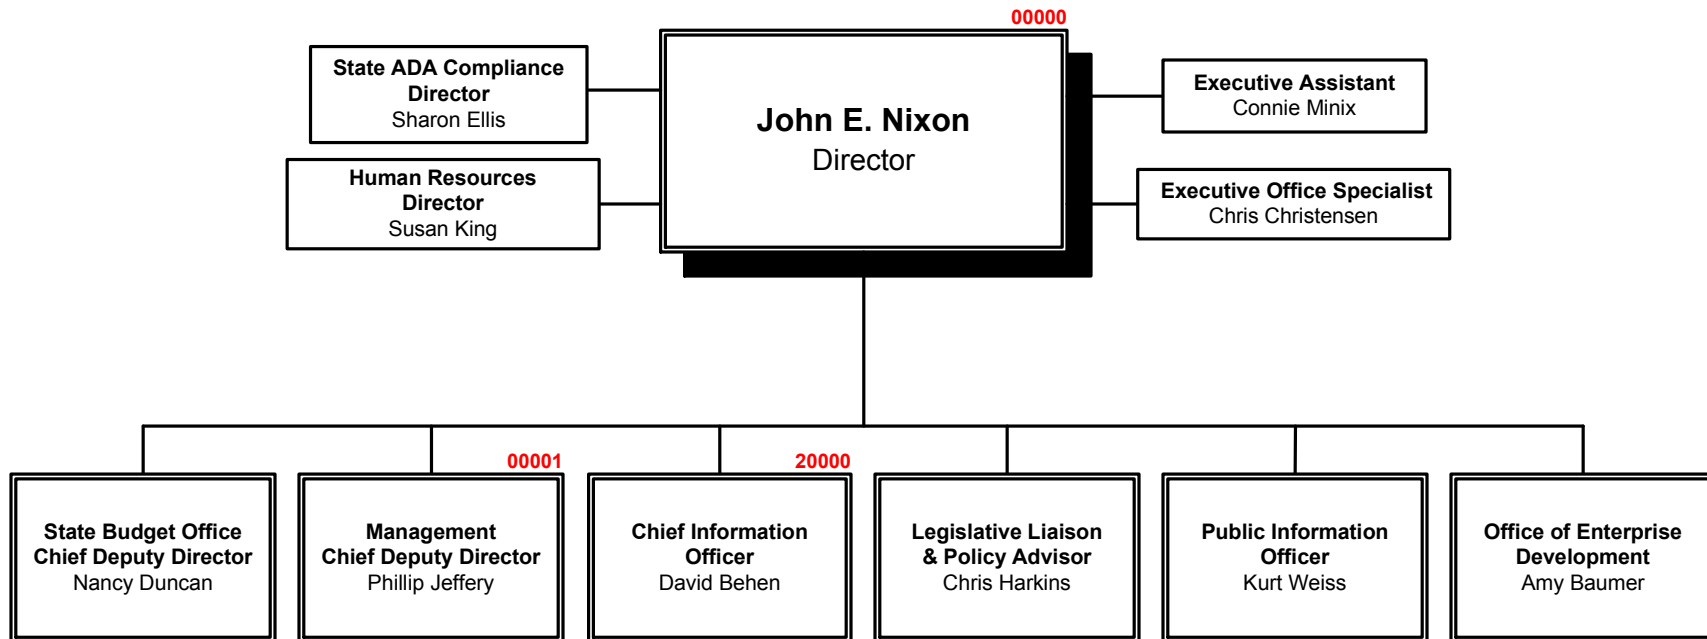 00000
State ADA Compliance
Director
Sharon Ellis
John E. Nixon
Director
Executive Assistant
Connie Minix
Human Resources
Director
Susan King
Executive Office Specialist
Chris Christensen
00001
20000
State Budget Office
Chief Deputy Director
Nancy Duncan
Management
Chief Deputy Director
Phillip Jeffery
Chief Information
Officer
David Behen
Legislative Liaison
& Policy Advisor
Chris Harkins
Public Information
Officer
Kurt Weiss
Office of Enterprise
Development
Amy Baumer